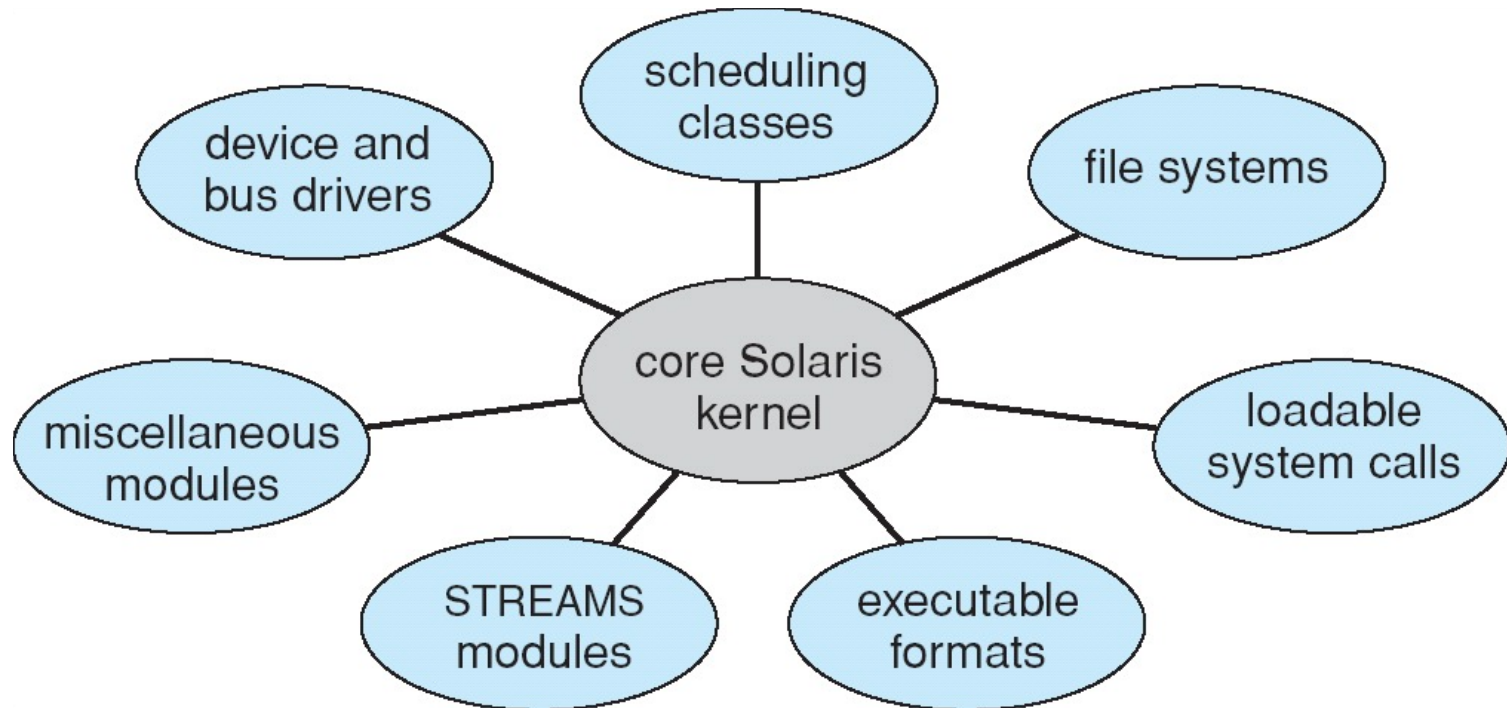 scheduling
classes
device and
bus drivers
file systems
core Solaris
kernel
loadable
system calls
miscellaneous
modules
STREAMS
modules
executable
formats